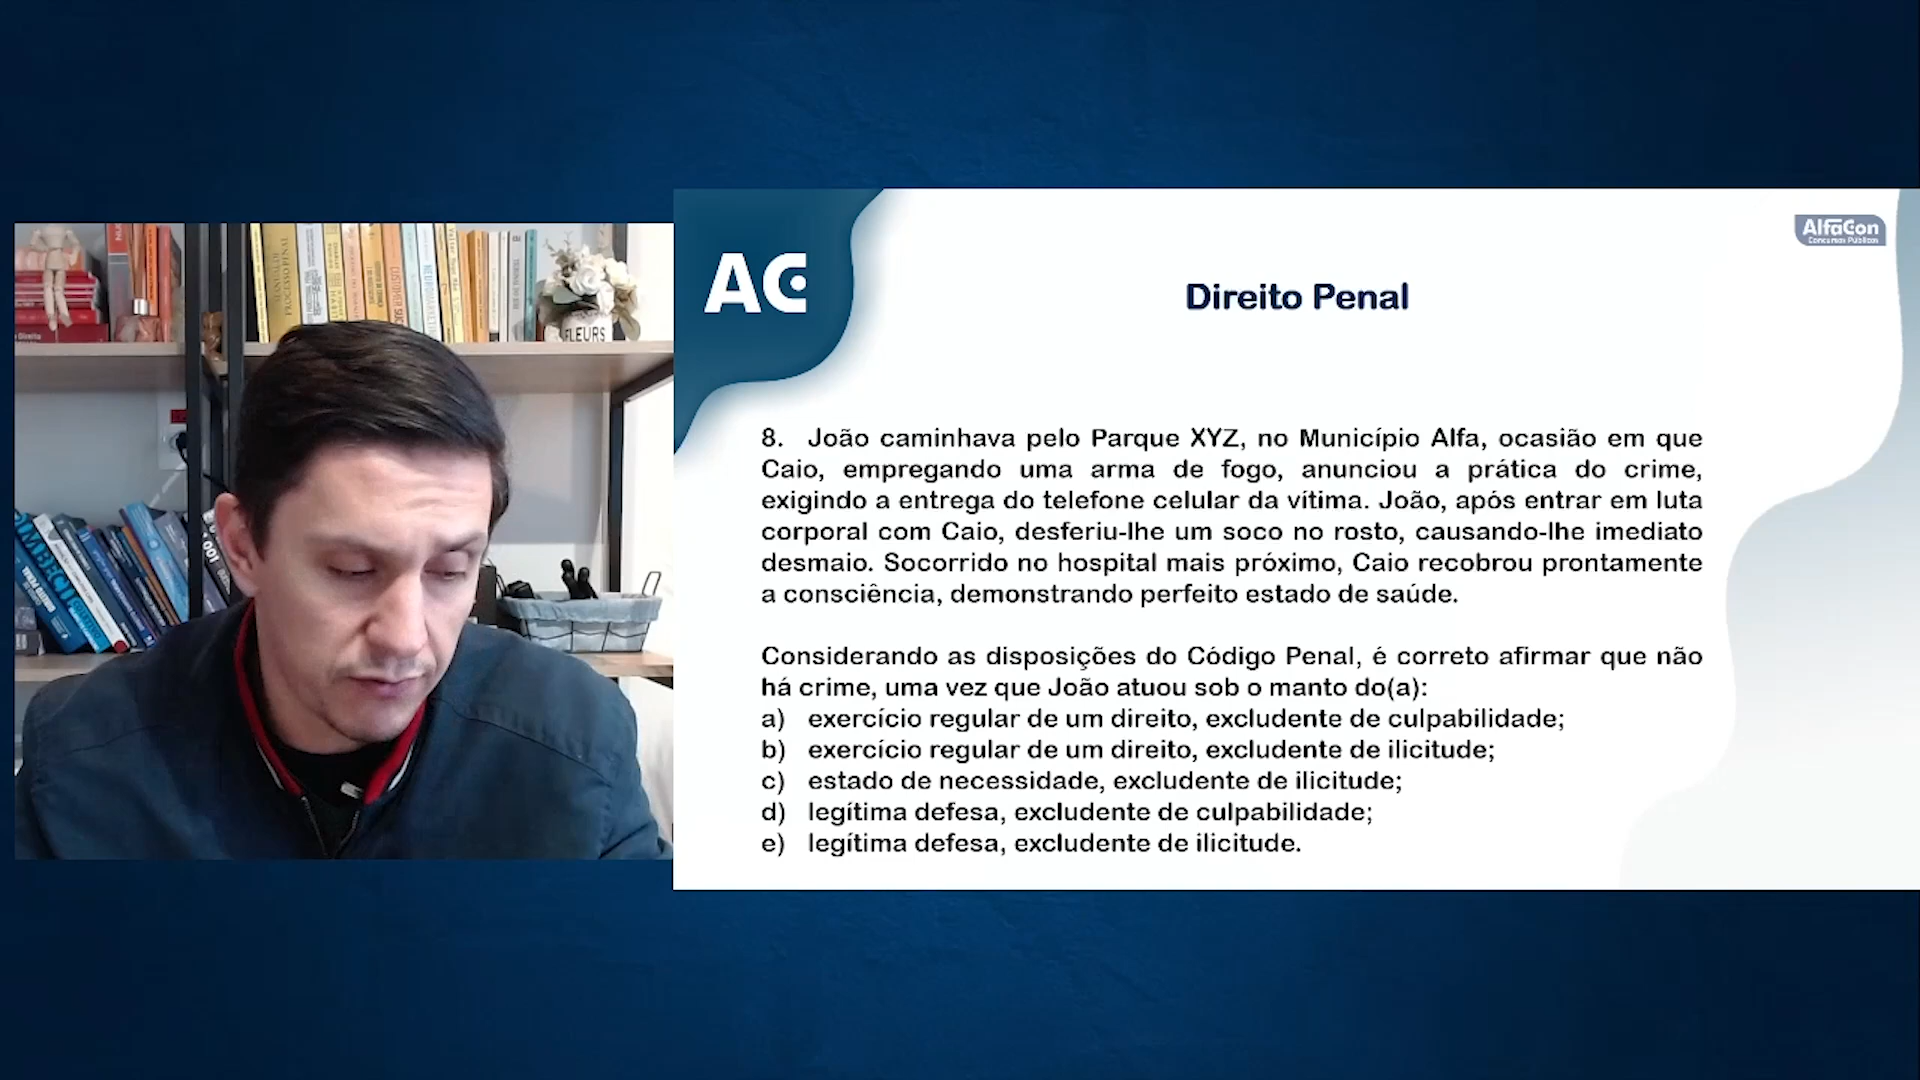 AC
AlfaCon
Concursos Públicos
Direito Penal
8. João caminhava pelo Parque XYZ, no Município Alfa, ocasião em que
Caio, empregando uma arma de fogo, anunciou a prática do crime,
exigindo a entrega do telefone celular da vítima. João, após entrar em luta
corporal com Caio, desferiu-lhe um soco no rosto, causando-lhe imediato
desmaio. Socorrido no hospital mais próximo, Caio recobrou prontamente
a consciência, demonstrando perfeito estado de saúde.
Considerando as disposições do Código Penal, é correto afirmar que não
há crime, uma vez que João atuou sob o manto do(a):
a) exercício regular de um direito, excludente de culpabilidade;
b) exercício regular de um direito, excludente de ilicitude;
c) estado de necessidade, excludente de ilicitude;
d) legítima defesa, excludente de culpabilidade;
e) legítima defesa, excludente de ilicitude.
MANUAL DE
PROCESSO PENAL
CUSTOMER SUC
FLEURS